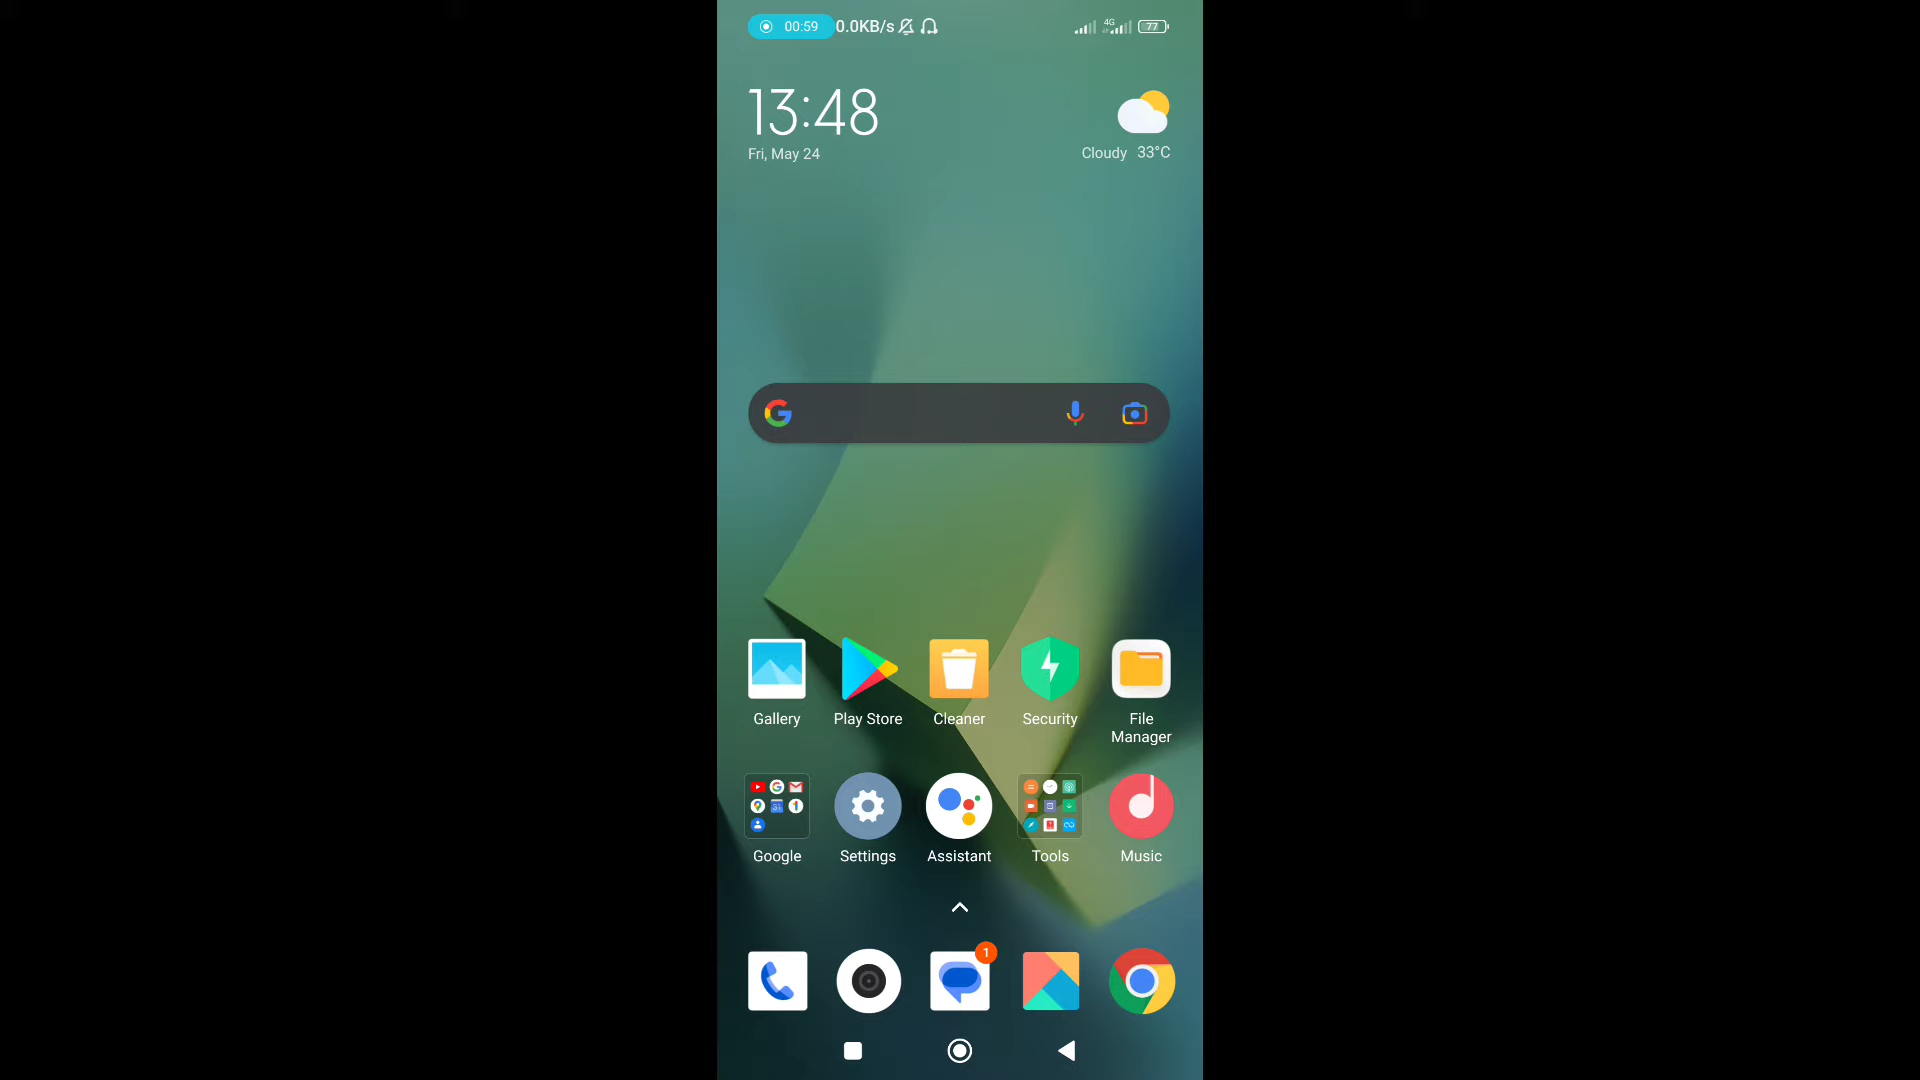 00:59 0.0KB/s 4G 77
13:48
Fri, May 24
Cloudy 33°C
Gallery Play Store Cleaner Security File Manager
Google Settings Assistant Tools Music
1